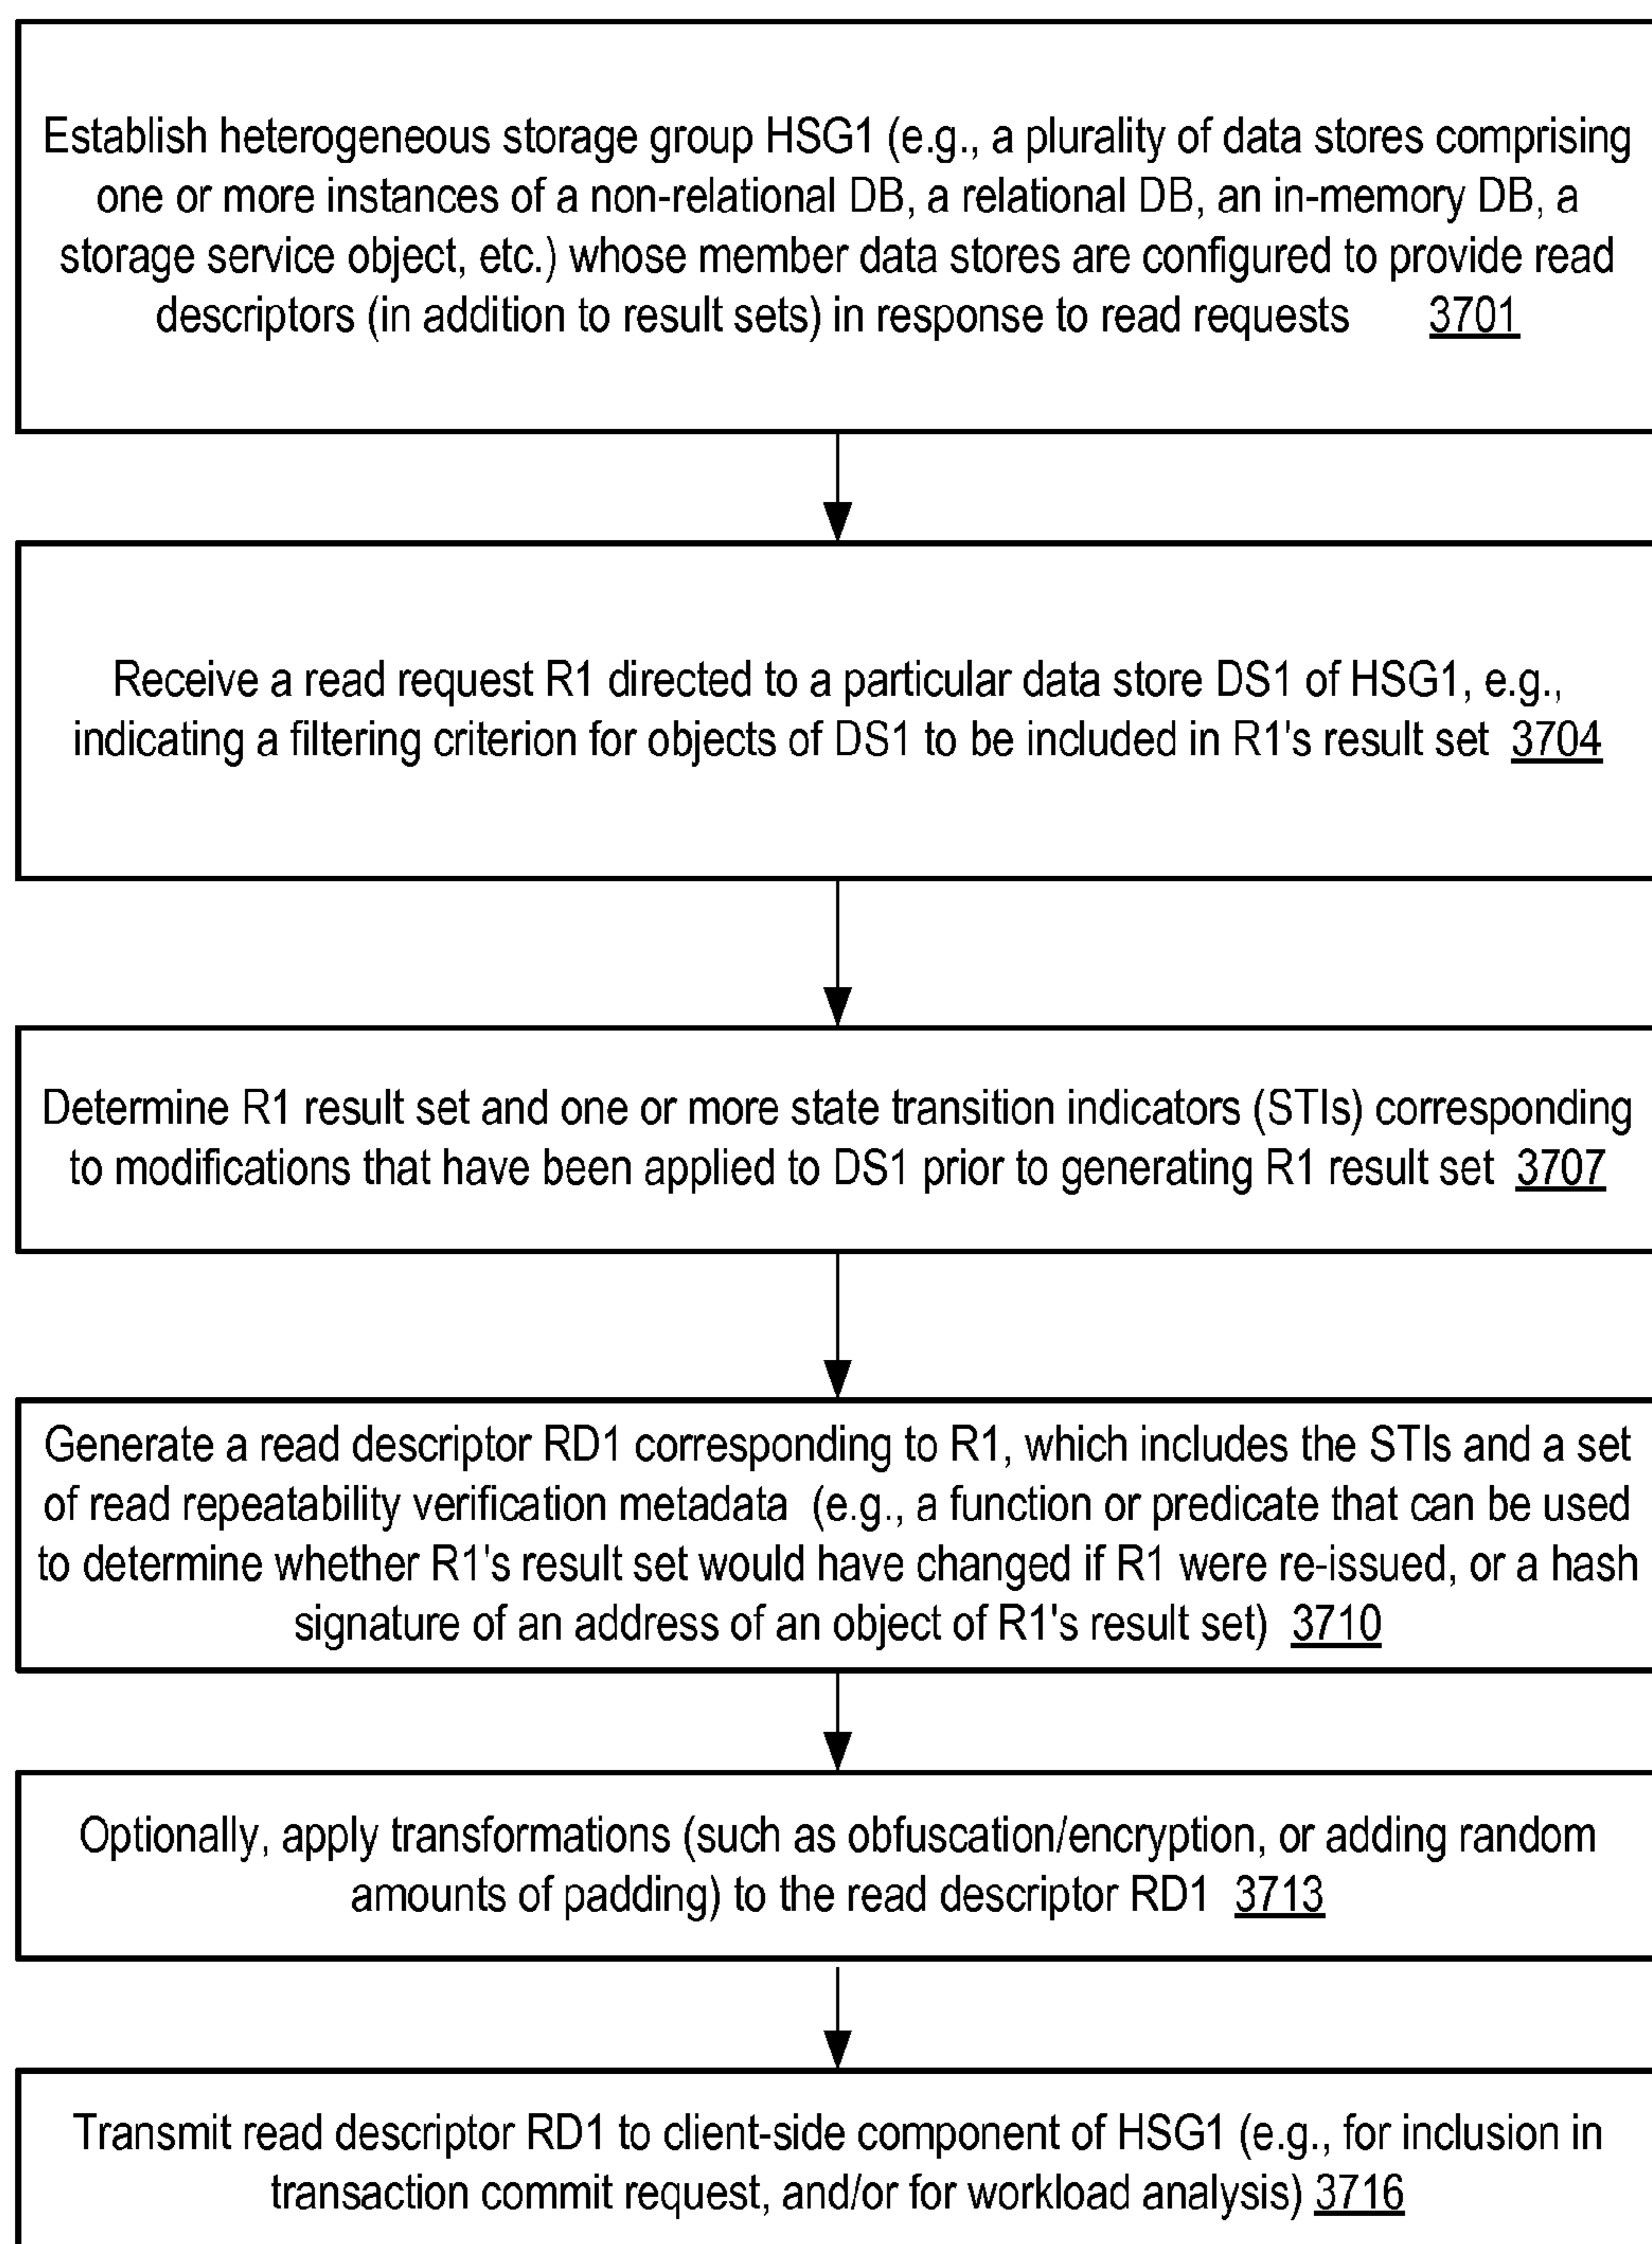 Establish heterogeneous storage group HSG1 (e.g., a plurality of data stores comprising
one or more instances of a non-relational DB, a relational DB, an in-memory DB, a
storage service object, etc.) whose member data stores are configured to provide read
descriptors (in addition to result sets) in response to read requests 3701
Receive a read request R1 directed to a particular data store DS1 of HSG1, e.g.,
indicating a filtering criterion for objects of DS1 to be included in R1's result set 3704
Determine R1 result set and one or more state transition indicators (STIs) corresponding
to modifications that have been applied to DS1 prior to generating R1 result set 3707
Generate a read descriptor RD1 corresponding to R1, which includes the STIs and a set
of read repeatability verification metadata (e.g., a function or predicate that can be used
to determine whether R1's result set would have changed if R1 were re-issued, or a hash
signature of an address of an object of R1's result set) 3710
Optionally, apply transformations (such as obfuscation/encryption, or adding random
amounts of padding) to the read descriptor RD1 3713
Transmit read descriptor RD1 to client-side component of HSG1 (e.g., for inclusion in
transaction commit request, and/or for workload analysis) 3716